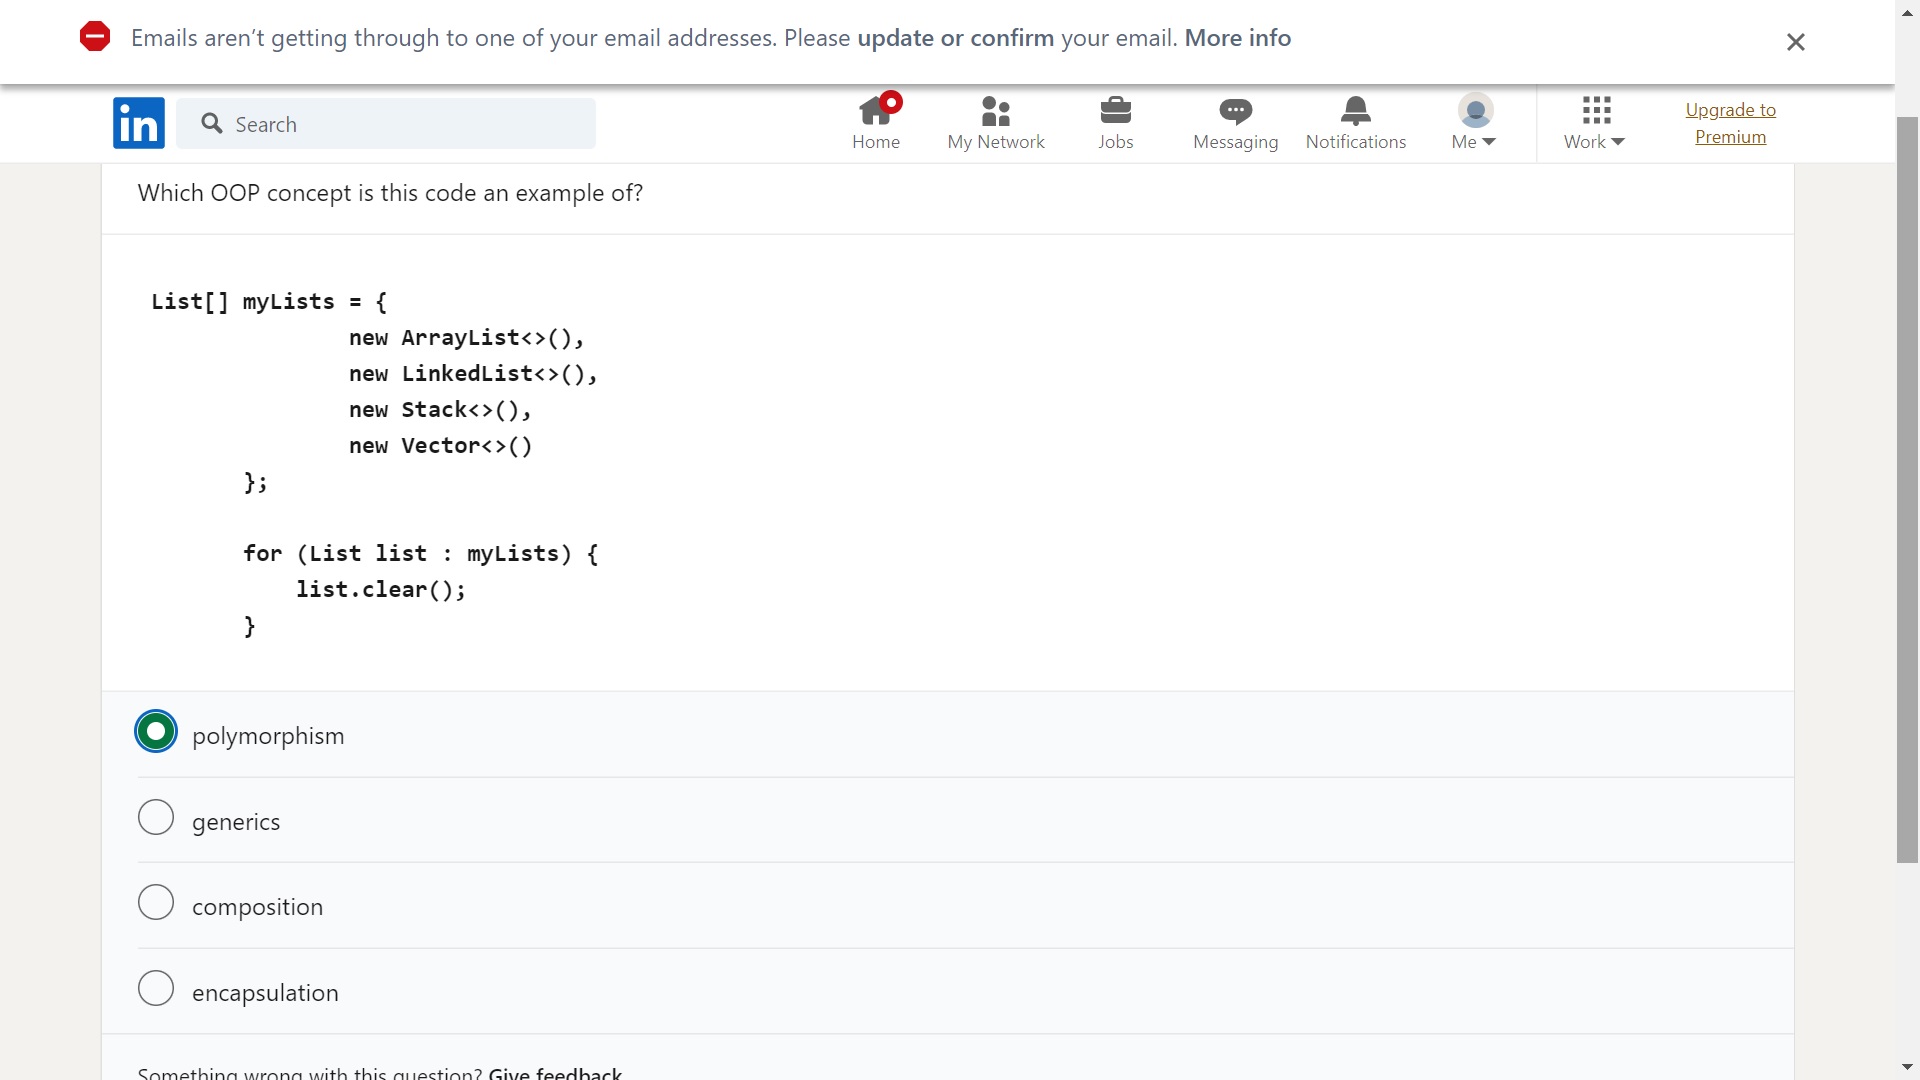 Emails aren't getting through to one of your email addresses. Please update or confirm your email. More info
in
Search
Home
My Network
Jobs
Messaging
Notifications
Me
Work
Upgrade to
Premium
Which OOP concept is this code an example of?
List[] myLists = {
new ArrayList<>(),
new LinkedList<>(),
new Stack<>(),
new Vector<>()
};
for (List list : myLists) {
list.clear();
}
polymorphism
generics
composition
encapsulation
Something wrong with this question? Give feedback